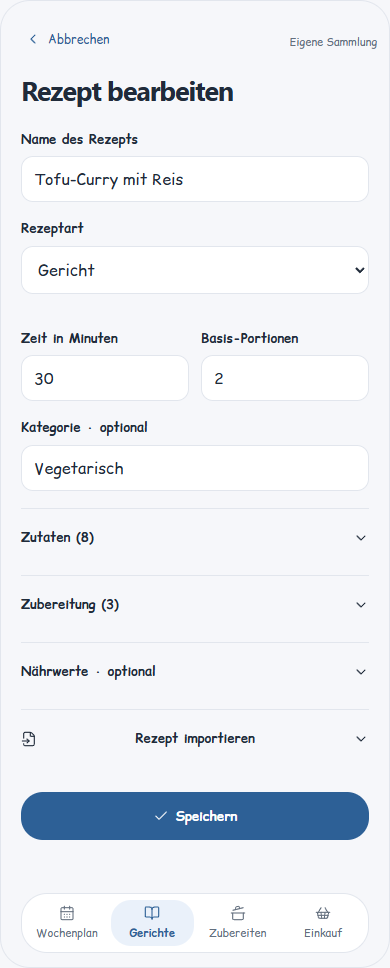 Abbrechen
Eigene Sammlung
Rezept bearbeiten
Name des Rezepts
Tofu-Curry mit Reis
Rezeptart
Gericht
Zeit in Minuten
Basis-Portionen
30
2
Kategorie · optional
Vegetarisch
Zutaten (8)
Zubereitung (3)
Nährwerte · optional
Rezept importieren
Speichern
Wochenplan
Gerichte
Zubereiten
Einkauf